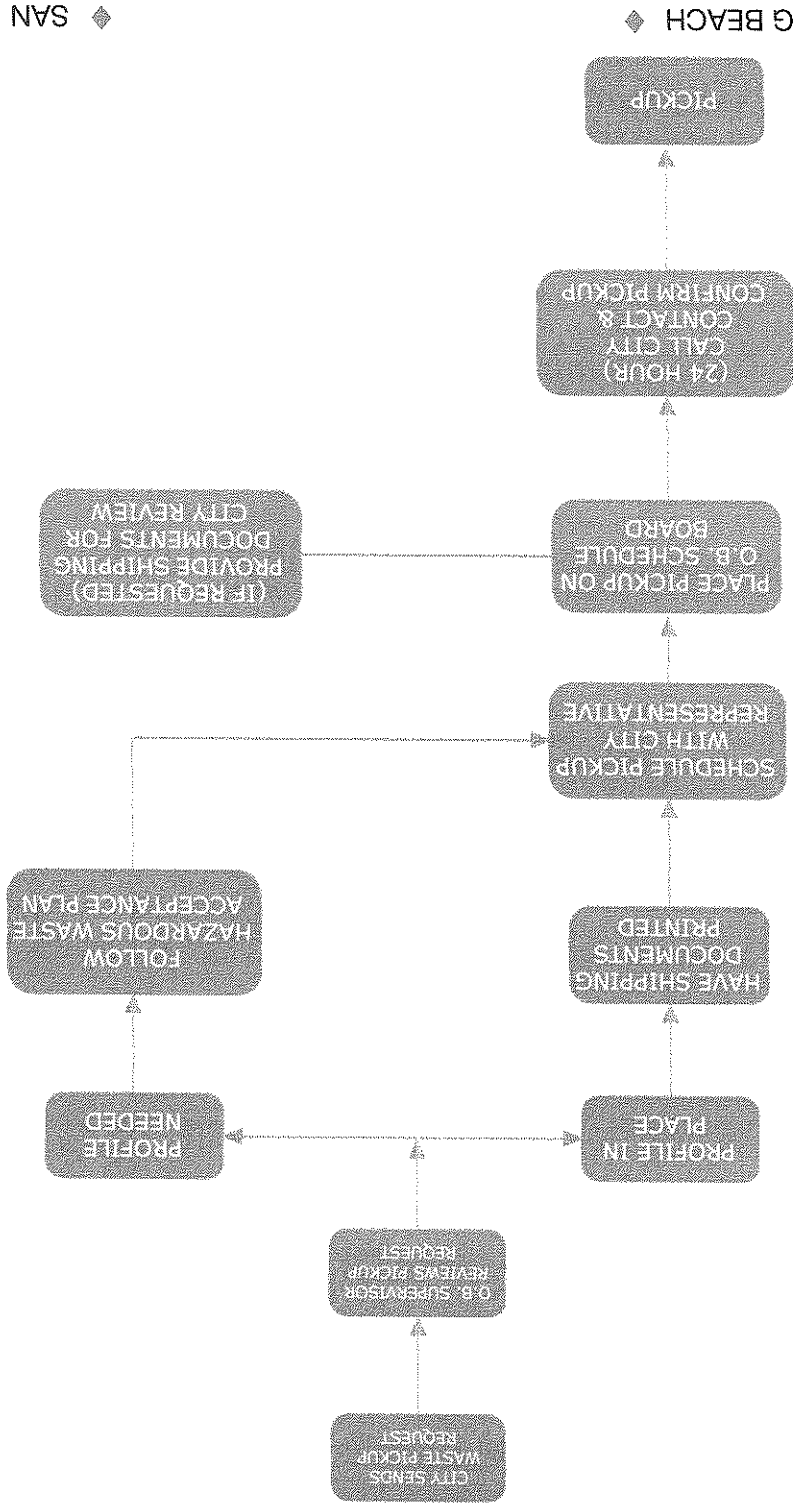 CITY SENDS
WASTE PICKUP
REQUEST
O.B. SUPERVISOR
REVIEWS PICKUP
REQUEST
PROFILE IN
PLACE
PROFILE
NEEDED
HAVE SHIPPING
DOCUMENTS
PRINTED
FOLLOW
HAZARDOUS WASTE
ACCEPTANCE PLAN
SCHEDULE PICKUP
WITH CITY
REPRESENTATIVE
PLACE PICKUP ON
O.B. SCHEDULE
BOARD
(IF REQUESTED)
PROVIDE SHIPPING
DOCUMENTS FOR
CITY REVIEW
(24 HOUR)
CALL CITY
CONTACT &
CONFIRM PICKUP
PICKUP
G BEACH ◆
◆ SAN